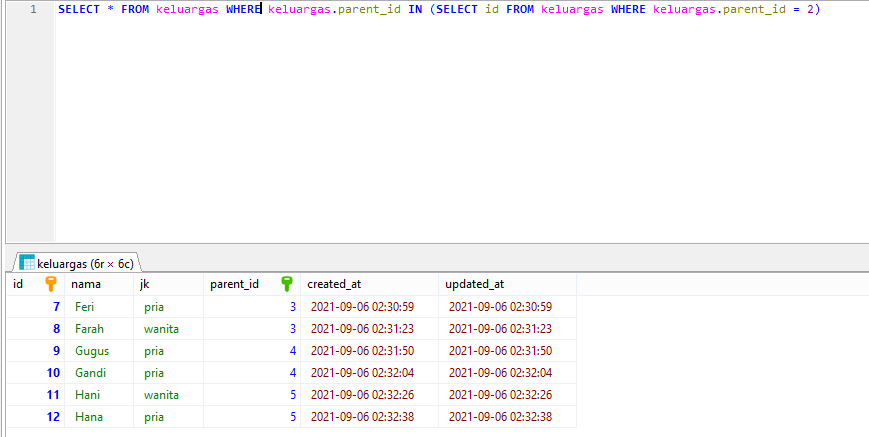 1 SELECT * FROM keluargas WHERE keluargas.parent_id IN (SELECT id FROM keluargas WHERE keluargas.parent_id = 2)
keluargas (6r × 6c)
id nama jk parent_id created_at updated_at
7 Feri pria 3 2021-09-06 02:30:59 2021-09-06 02:30:59
8 Farah wanita 3 2021-09-06 02:31:23 2021-09-06 02:31:23
9 Gugus pria 4 2021-09-06 02:31:50 2021-09-06 02:31:50
10 Gandi pria 4 2021-09-06 02:32:04 2021-09-06 02:32:04
11 Hani wanita 5 2021-09-06 02:32:26 2021-09-06 02:32:26
12 Hana pria 5 2021-09-06 02:32:38 2021-09-06 02:32:38